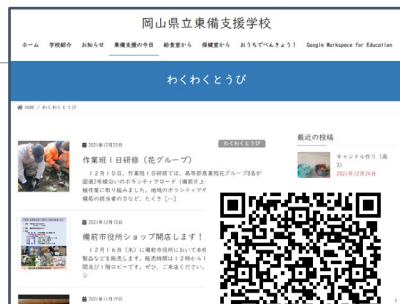 岡山県立東備支援学校
ホーム 学校紹介 お知らせ 東備支援の今日 給食室から 保健室から おうちでべんきょう！ Google Workspace for Education
わくわくとうび
HOME / わくわくとうび
2021年12月22日 わくわくとうび
作業班１日研修（花グループ）
１２月１０日、作業班１日研修では、高等部農業班花グループ8名が
国道2号線沿いのボランティアロード（備前片上
植作業に取り組みました。地域のボランティアや
備局の担当者の方など、たくさ […]
2021年12月15日
備前市役所ショップ開店します！
１２月１６日（木）に備前市役所において本校
製品などを販売します。販売時間は１２時から１
間及び１階ロビーです。ぜひ、ご来店ください。
シ
2021年11月19日
最近の投稿
キャンドル作り（高
3）
2021年12月24日